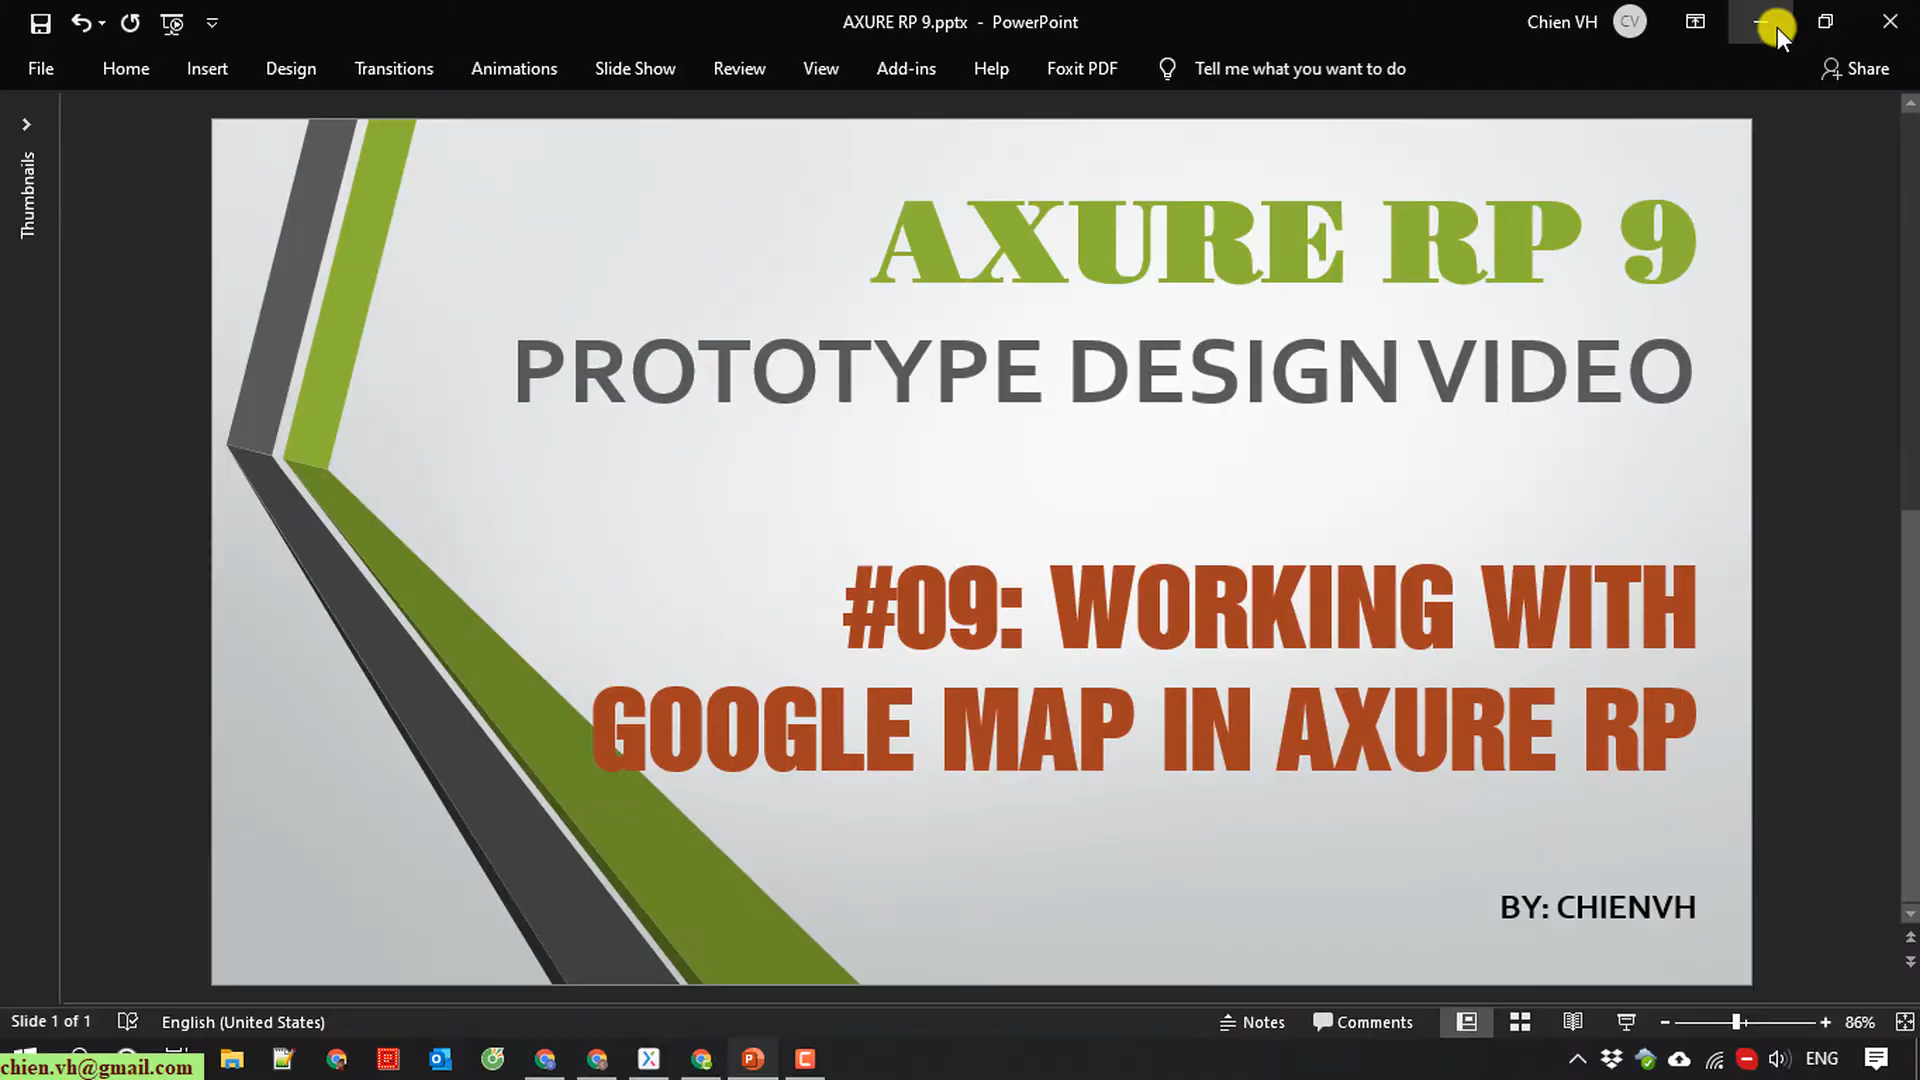 AXURE RP 9.pptx - PowerPoint
Chien VH
CV
File
Home
Insert
Design
Transitions
Animations
Slide Show
Review
View
Add-ins
Help
Foxit PDF
Tell me what you want to do
Share
Thumbnails
AXURE RP 9
PROTOTYPE DESIGN VIDEO
#09: WORKING WITH
GOOGLE MAP IN AXURE RP
BY: CHIENVH
Slide 1 of 1
English (United States)
Notes
Comments
86%
chien.vh@gmail.com
ENG